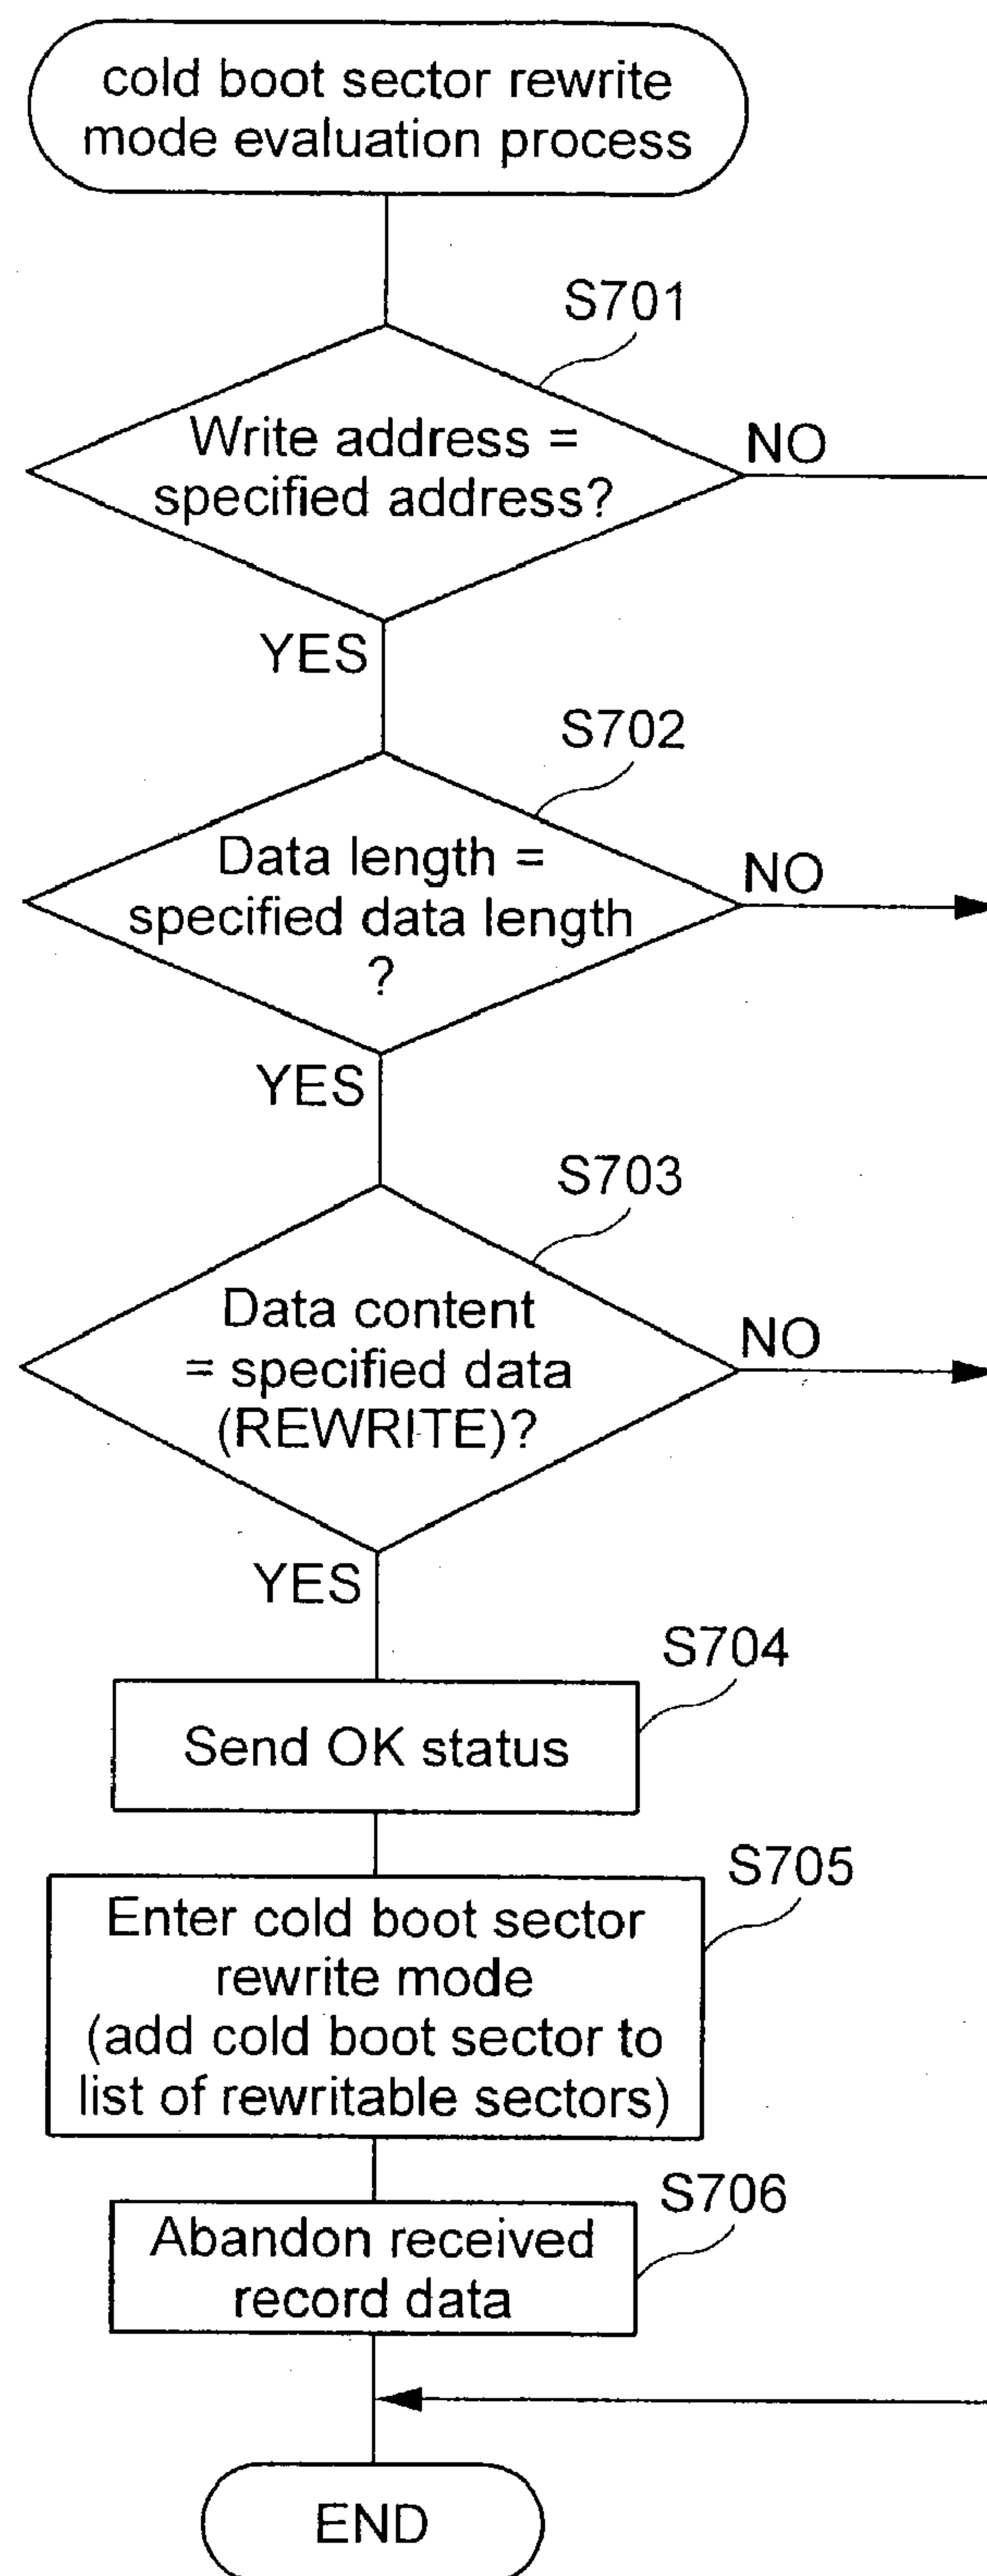 cold boot sector rewrite
mode evaluation process
S701
Write address =
specified address?
NO
YES
S702
Data length =
specified data length
?
NO
YES
S703
Data content
= specified data
(REWRITE)?
NO
YES
S704
Send OK status
S705
Enter cold boot sector
rewrite mode
(add cold boot sector to
list of rewritable sectors)
S706
Abandon received
record data
END